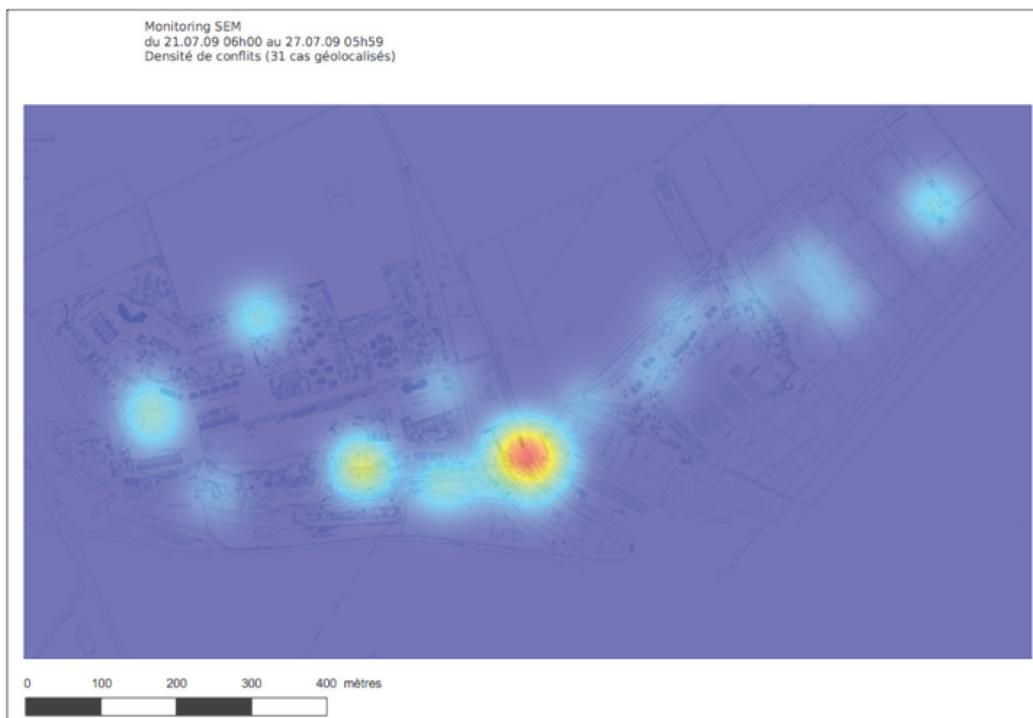 Monitoring SEM
du 21.07.09 06h00 au 27.07.09 05h59
Densité de conflits (31 cas géolocalisés)
0 100 200 300 400 mètres